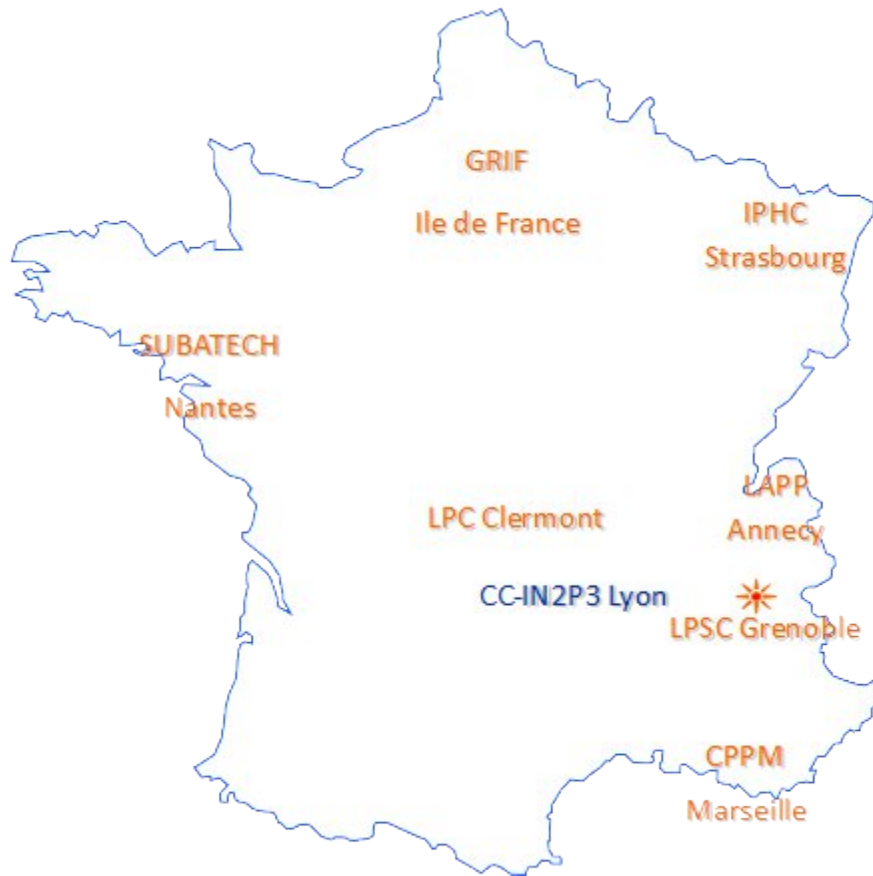 GRIF
Ile de France
IPHC
Strasbourg
SUBATECH
Nantes
LAPP
Annecy
LPC Clermont
CC-IN2P3 Lyon
LPSC Grenoble
CPPM
Marseille